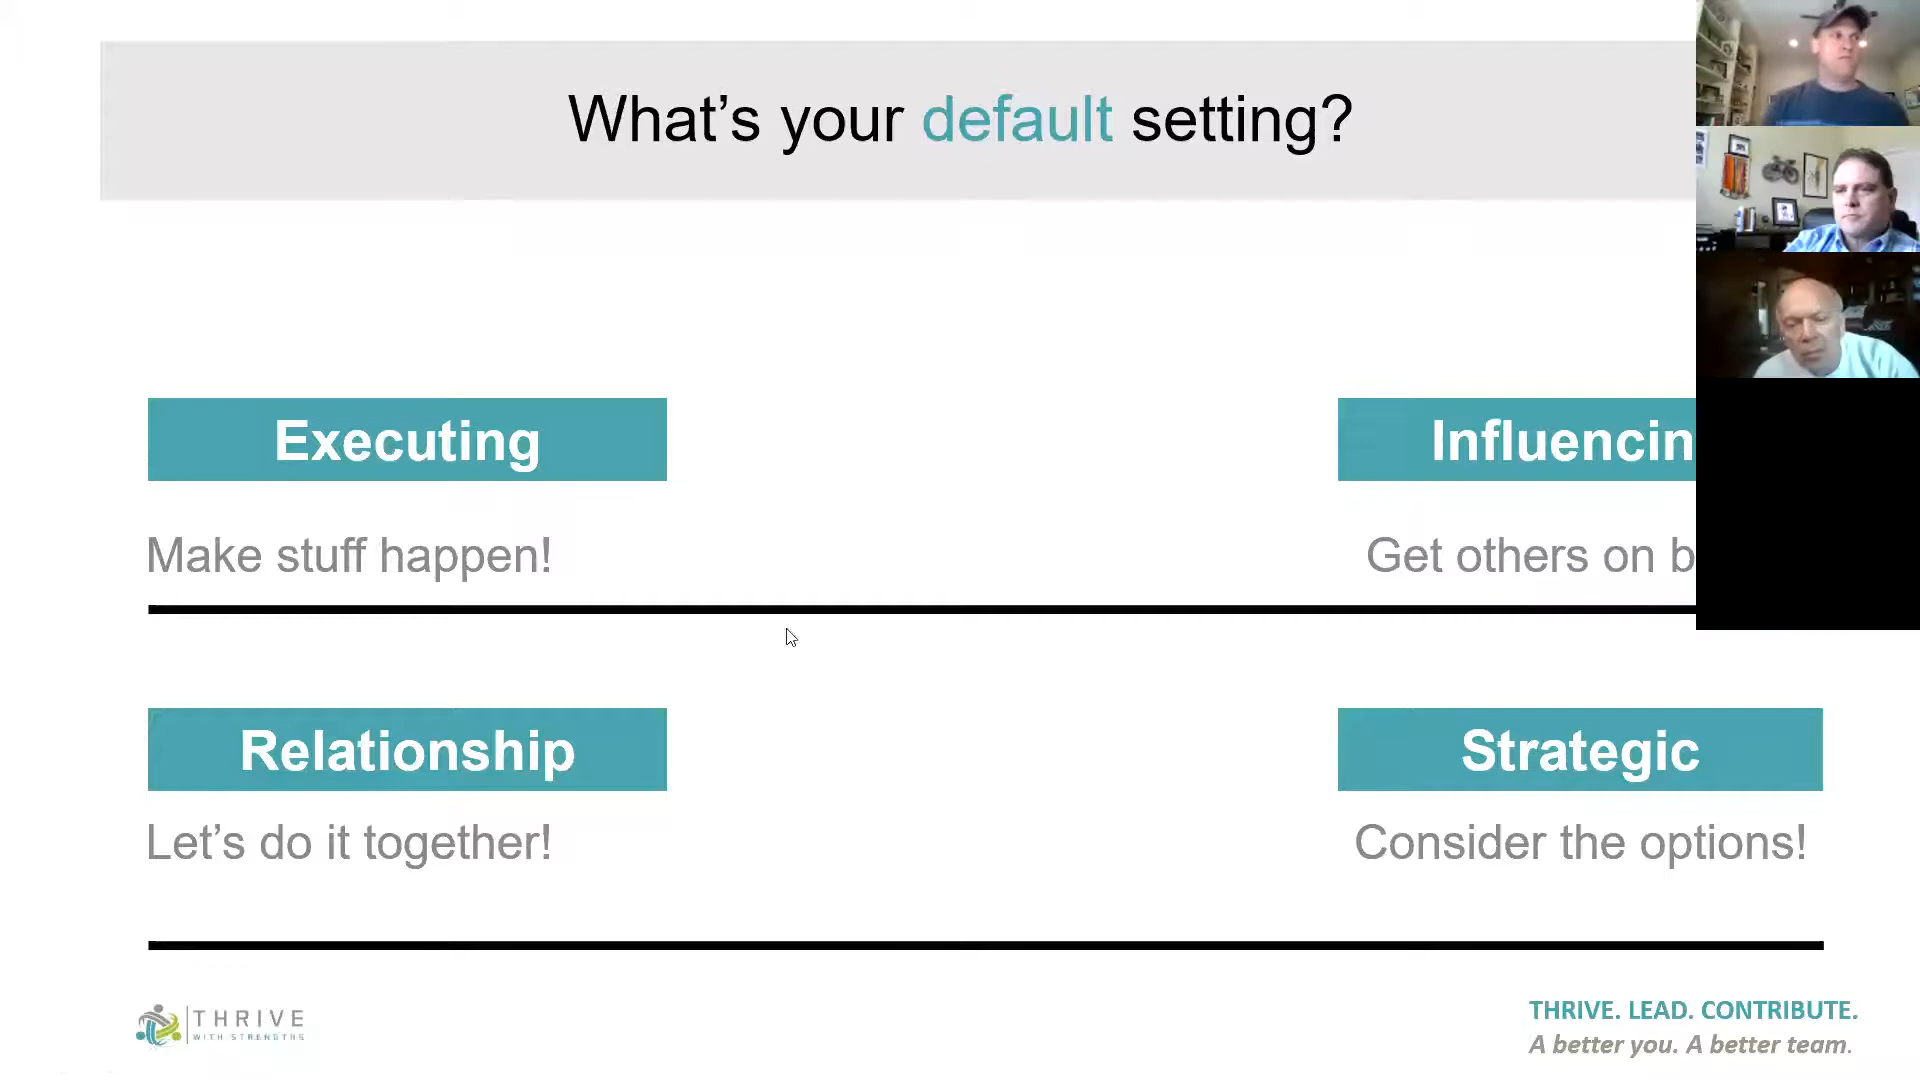 What’s your default setting?
Executing
Influencin
Make stuff happen!
Get others on b
Relationship
Strategic
Let’s do it together!
Consider the options!
THRIVE
WITH STRENGTHS
THRIVE. LEAD. CONTRIBUTE.
A better you. A better team.